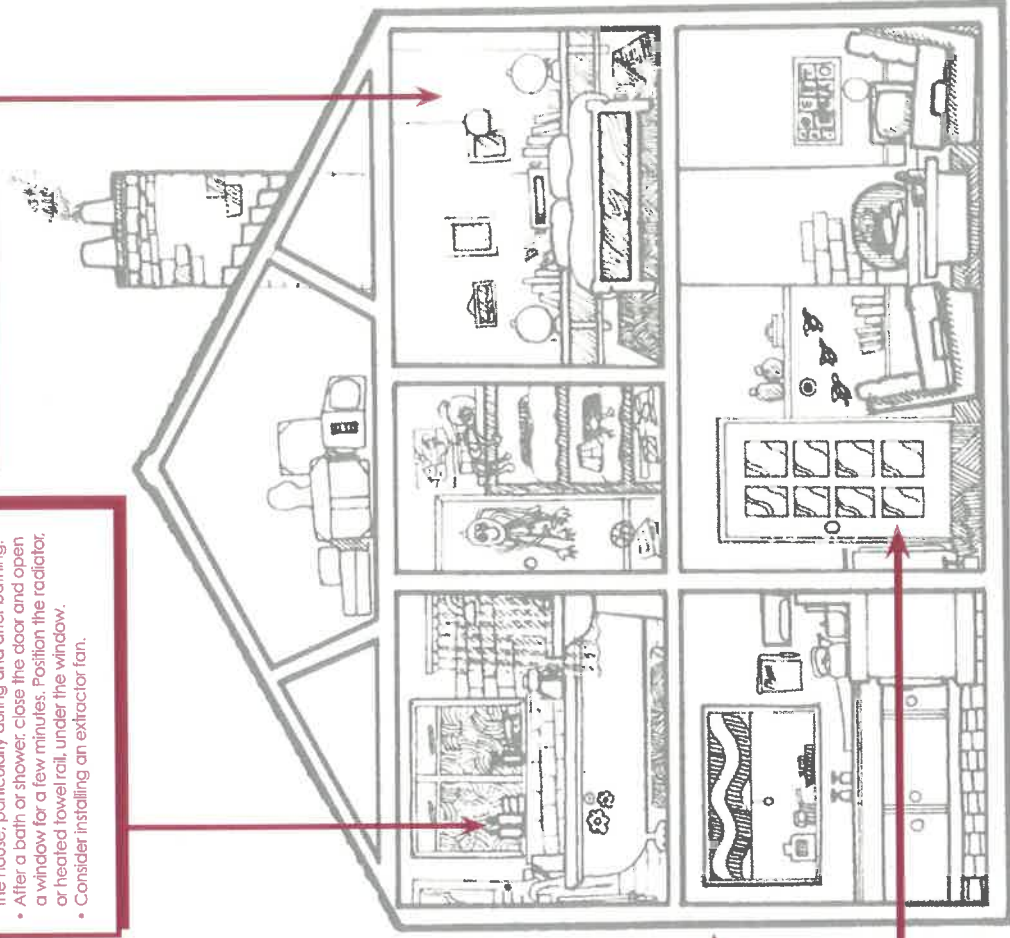 the house, particularly during and after bathing.
• After a bath or shower, close the door and open
a window for a few minutes. Position the radiator,
or heated towel rail, under the window.
• Consider installing an extractor fan.